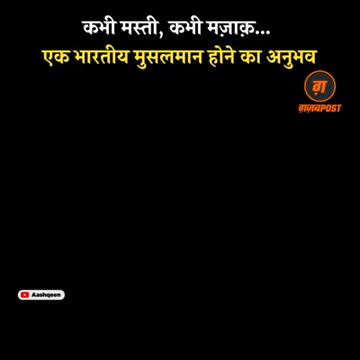 कभी मस्ती, कभी मज़ाक़...
एक भारतीय मुसलमान होने का अनुभव
ग़
ग़ज़बPOST
Aashqeen